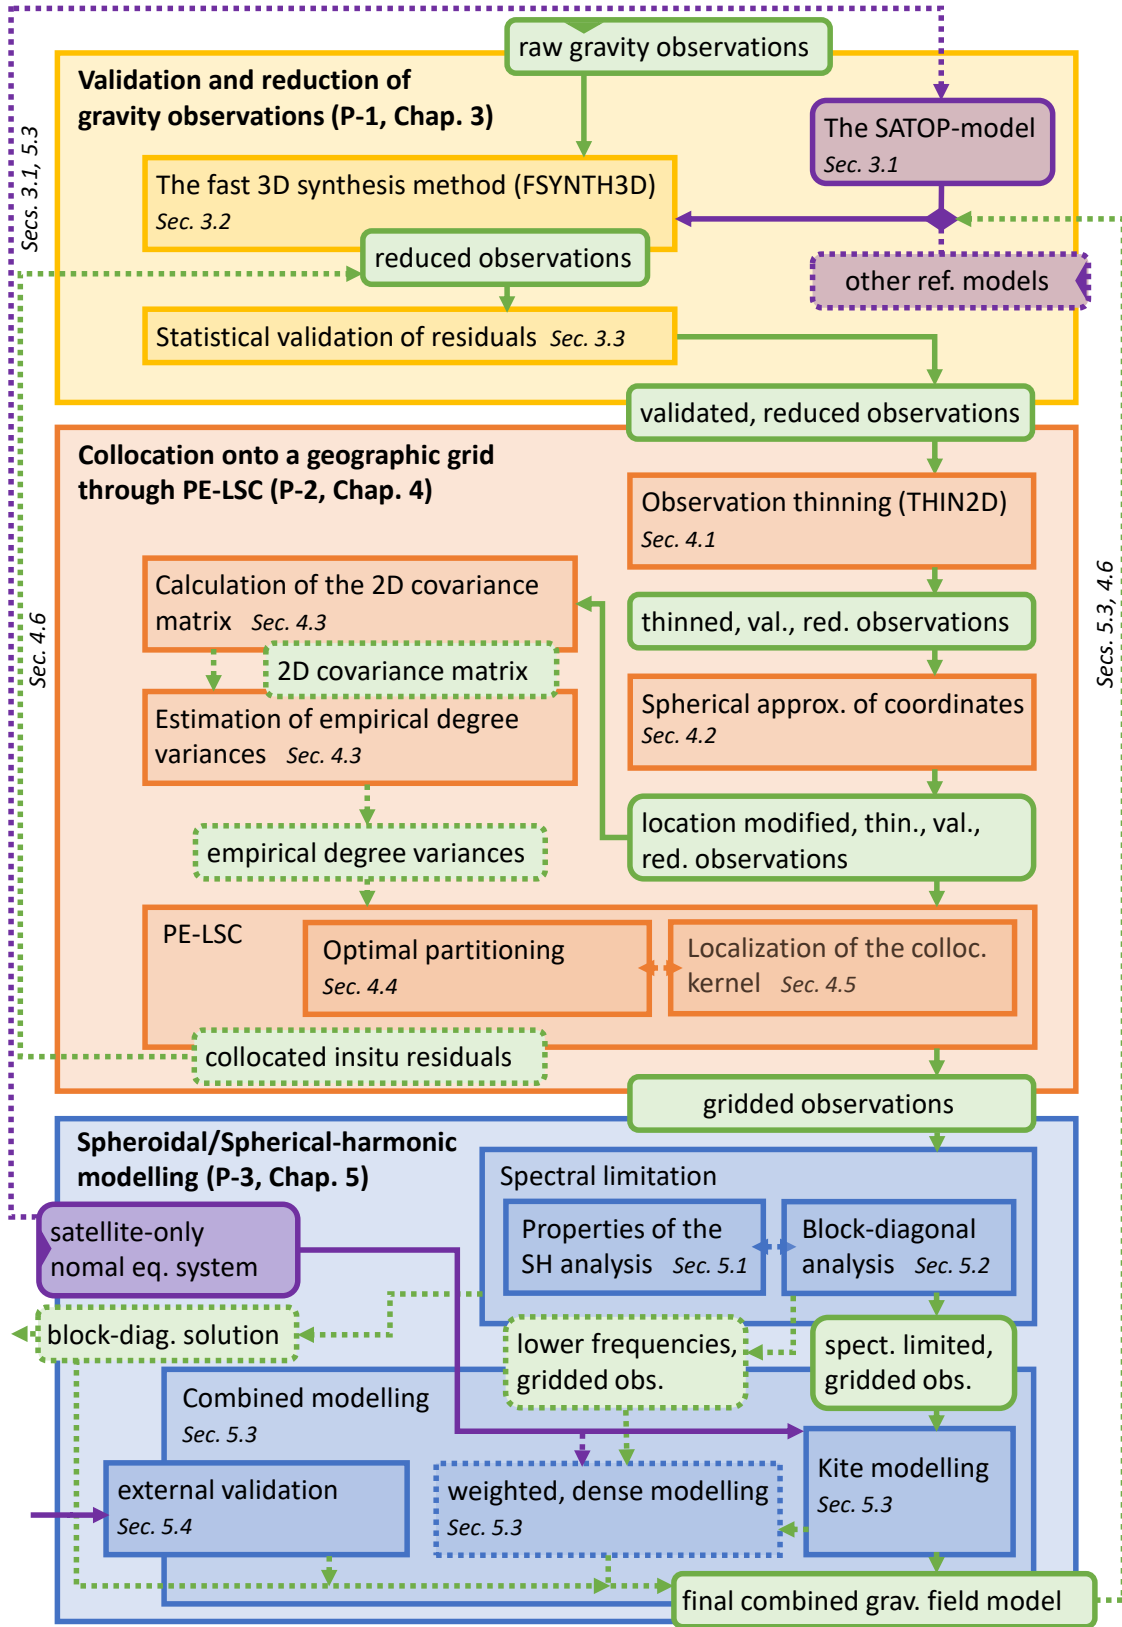 raw gravity observations
Validation and reduction of
gravity observations (P-1, Chap. 3)
The SATOP-model
Sec. 3.1
Secs. 3.1, 5.3
The fast 3D synthesis method (FSYNTH3D)
Sec. 3.2
reduced observations
other ref. models
Statistical validation of residuals Sec. 3.3
validated, reduced observations
Collocation onto a geographic grid
through PE-LSC (P-2, Chap. 4)
Observation thinning (THIN2D)
Sec. 4.1
Calculation of the 2D covariance
matrix Sec. 4.3
Sec. 4.6
Secs. 5.3, 4.6
thinned, val., red. observations
2D covariance matrix
Estimation of empirical degree
variances Sec. 4.3
Spherical approx. of coordinates
Sec. 4.2
empirical degree variances
location modified, thin., val.,
red. observations
PE-LSC
Optimal partitioning
Sec. 4.4
Localization of the colloc.
kernel Sec. 4.5
collocated insitu residuals
gridded observations
Spheroidal/Spherical-harmonic
modelling (P-3, Chap. 5)
Spectral limitation
Properties of the
SH analysis Sec. 5.1
Block-diagonal
analysis Sec. 5.2
satellite-only
nomal eq. system
block-diag. solution
lower frequencies,
gridded obs.
spect. limited,
gridded obs.
Combined modelling
Sec. 5.3
external validation
Sec. 5.4
weighted, dense modelling
Sec. 5.3
Kite modelling
Sec. 5.3
final combined grav. field model